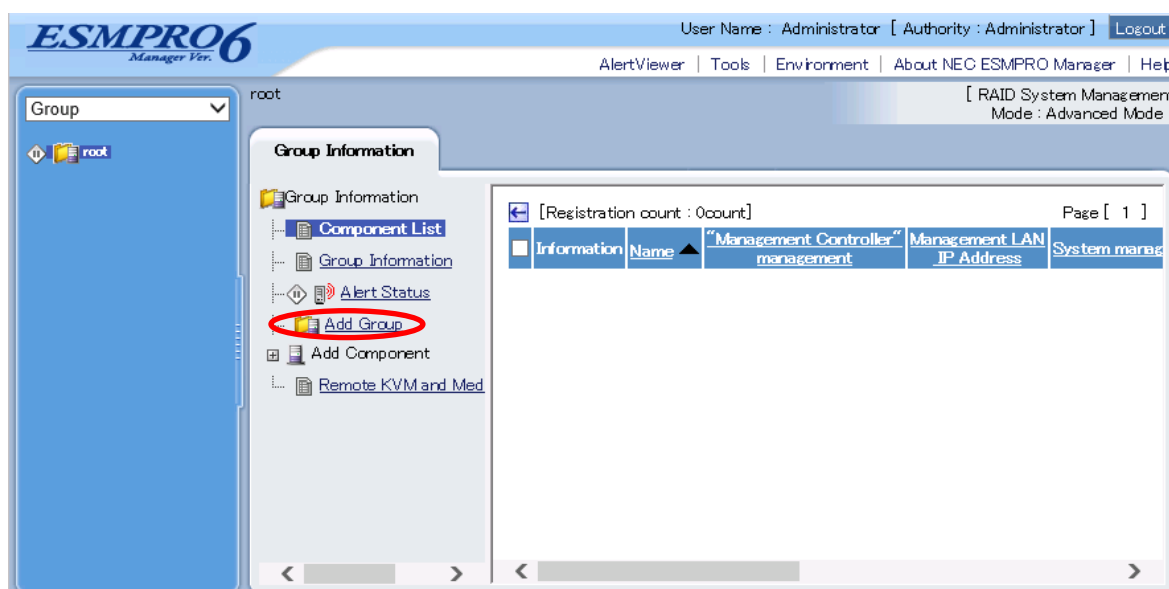 ESMPRO6
Manager Ver.
User Name : Administrator [ Authority : Administrator ] Logout
AlertViewer | Tools | Environment | About NEC ESMPRO Manager |
Group
root
root
[ RAID System
Mode : Advanced Mode
Group Information
Group Information
Component List
Group Information
Alert Status
Add Group
Add Component
Remote KVM and Med
[Registration count : 0count] Page [ 1 ]
Information Name "Management Controller" management Management LAN IP Address System